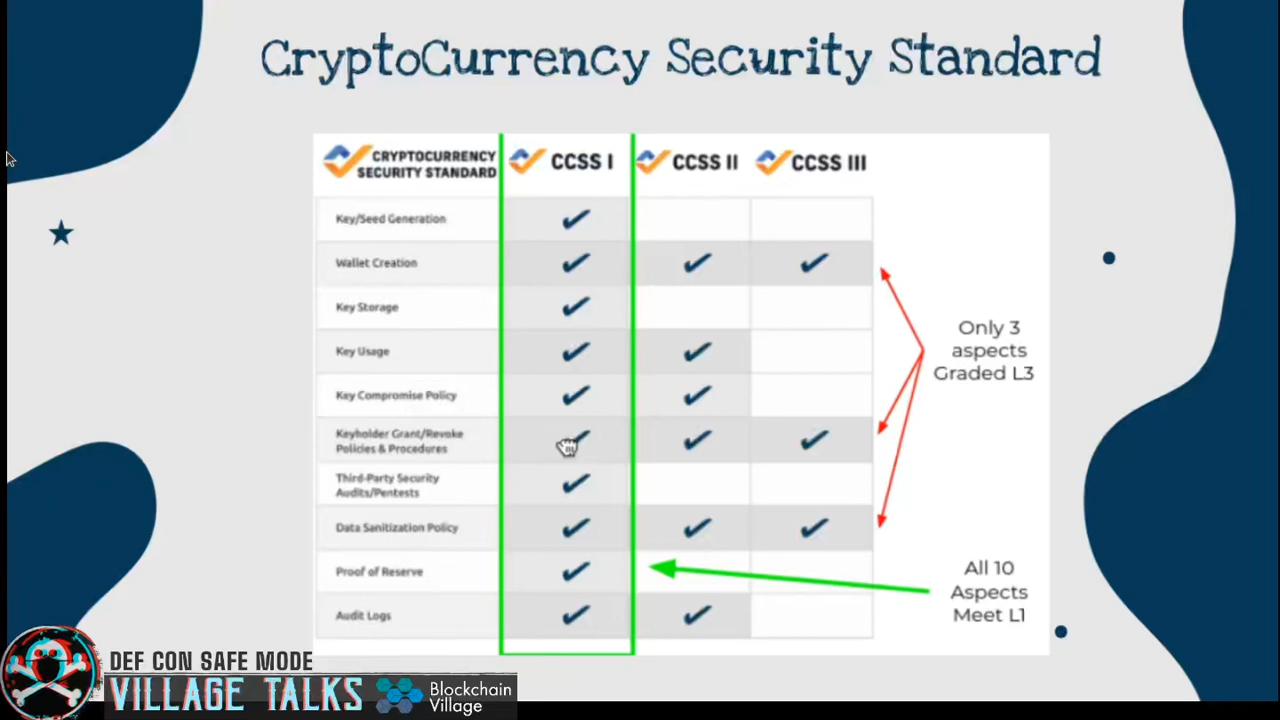 CryptoCurrency Security Standard
CRYPTOCURRENCY
SECURITY STANDARD
CCSS I
CCSS II
CCSS III
Key/Seed Generation
Wallet Creation
Key Storage
Key Usage
Key Compromise Policy
Keyholder Grant/Revoke
Policies & Procedures
Third-Party Security
Audits/Pentests
Data Sanitization Policy
Proof of Reserve
Audit Logs
Only 3
aspects
Graded L3
All 10
Aspects
Meet L1
DEF CON SAFE MODE
VILLAGE TALKS
Blockchain
Village